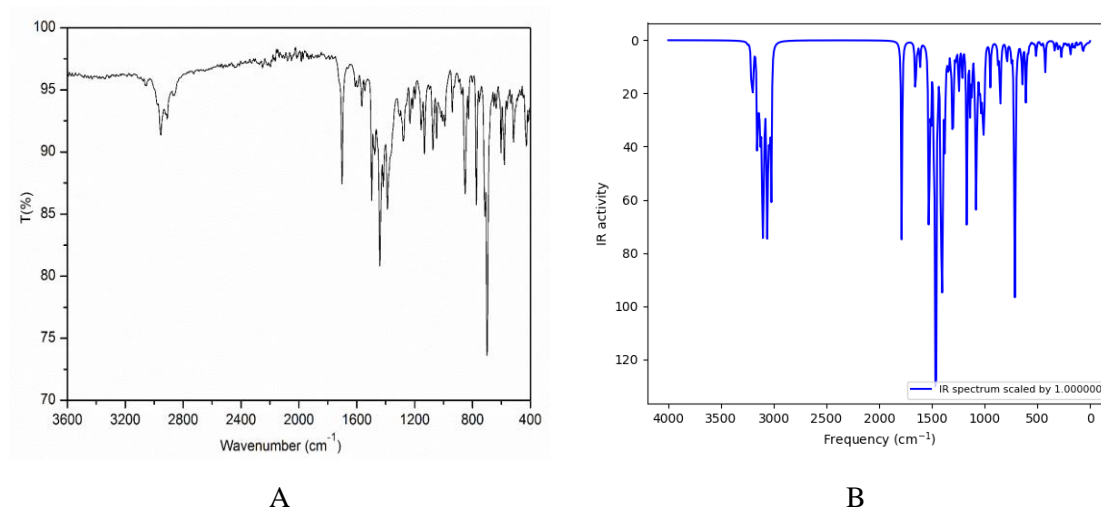 100
95
90
85
80
75
70
T(%)
3600 3200 2800 2400 2000 1600 1200 800 400
Wavenumber (cm⁻¹)
A
0
20
40
60
80
100
120
IR activity
IR spectrum scaled by 1.000000
4000 3500 3000 2500 2000 1500 1000 500 0
Frequency (cm⁻¹)
B